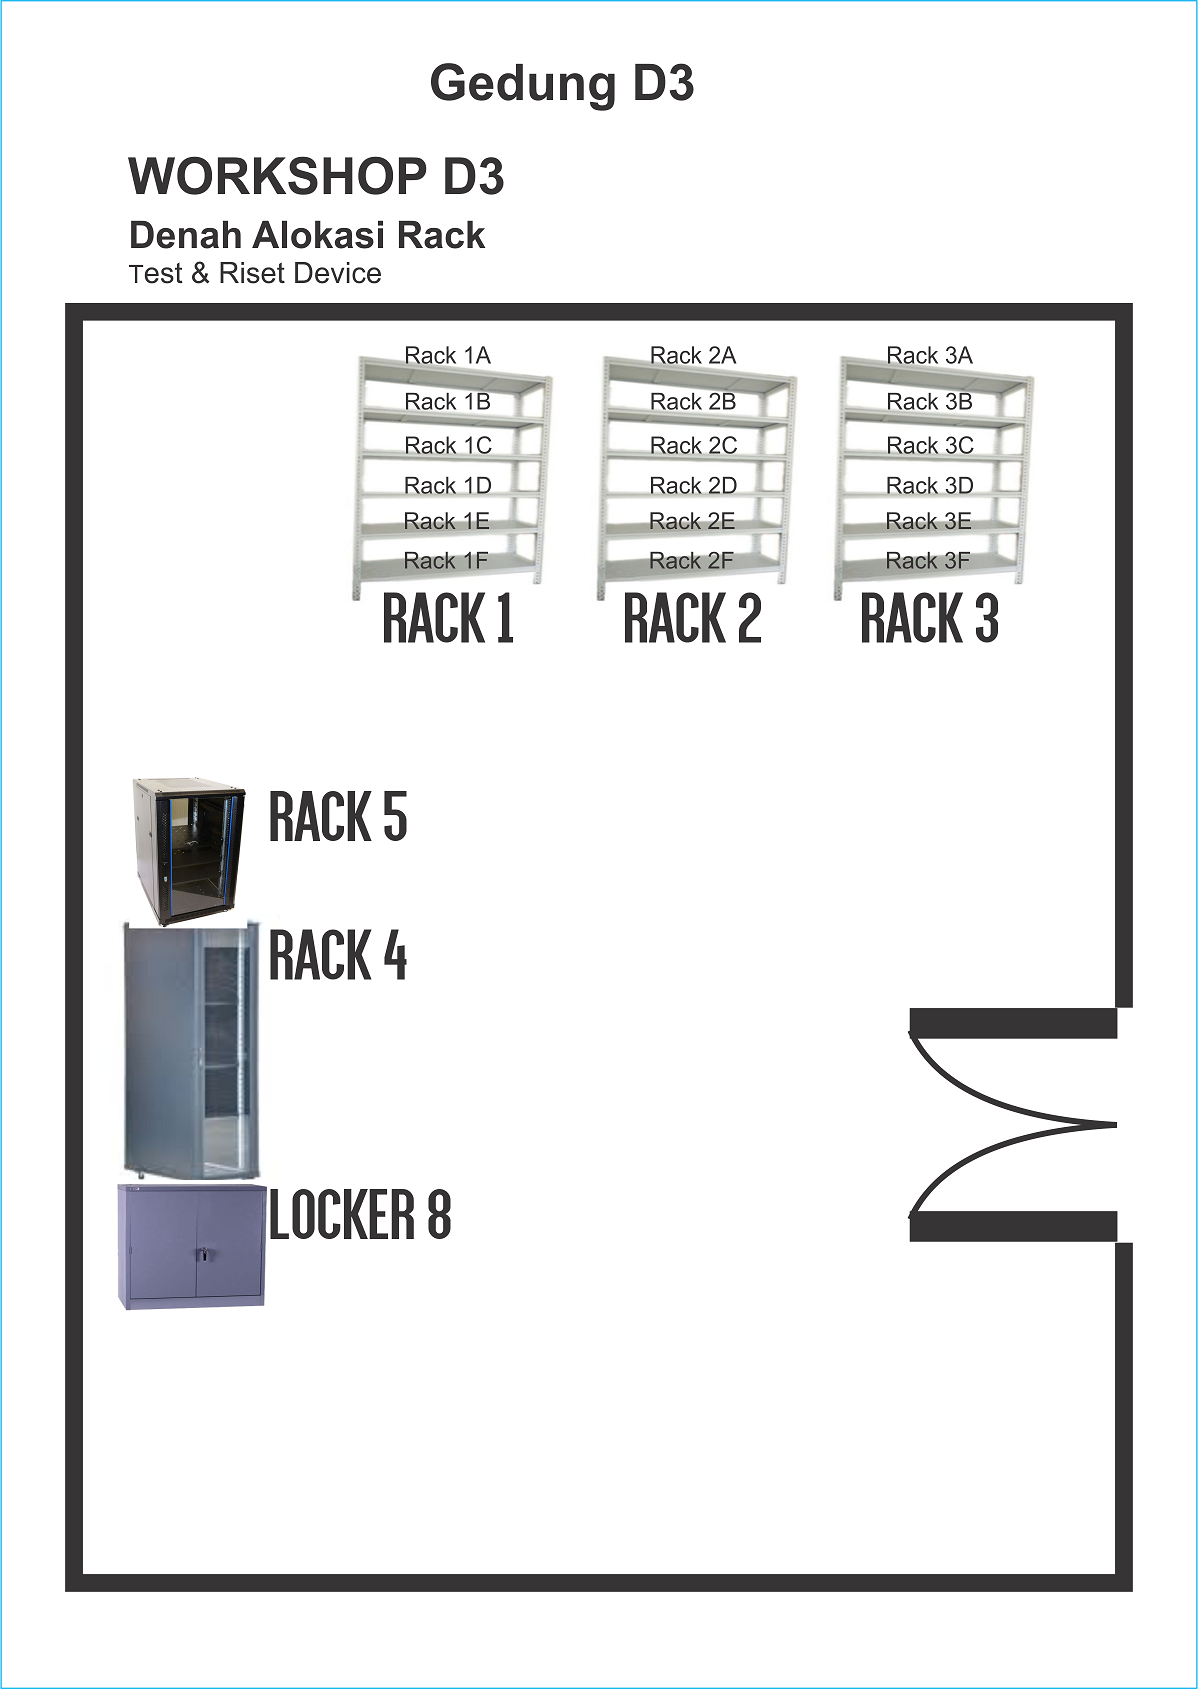 Gedung D3
WORKSHOP D3
Denah Alokasi Rack
Test & Riset Device
Rack 1A
Rack 1B
Rack 1C
Rack 1D
Rack 1E
Rack 1F
RACK 1
Rack 2A
Rack 2B
Rack 2C
Rack 2D
Rack 2E
Rack 2F
RACK 2
Rack 3A
Rack 3B
Rack 3C
Rack 3D
Rack 3E
Rack 3F
RACK 3
RACK 5
RACK 4
LOCKER 8